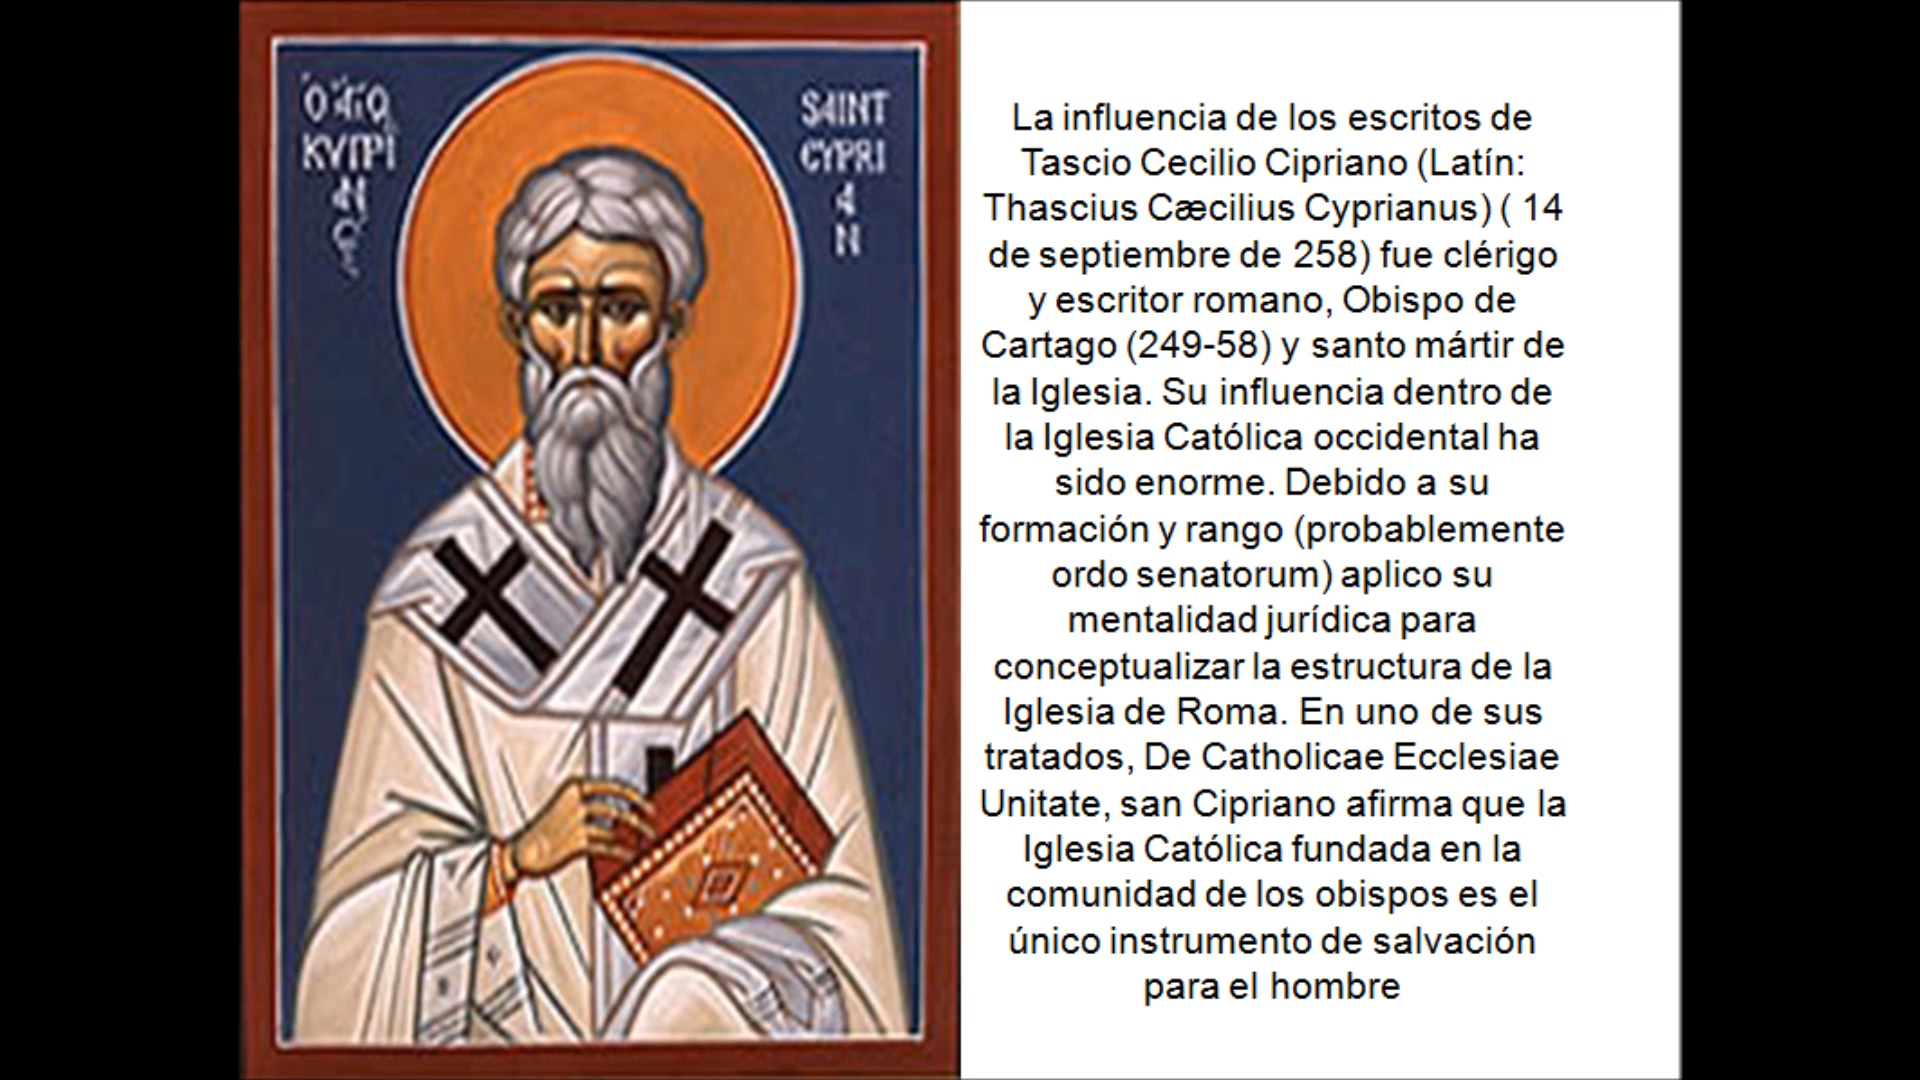 Ὁ ἅγιο
ΚΥΠΡΙ
ΑΝ
Ο
SAINT
CYPRI
A
N
La influencia de los escritos de
Tascio Cecilio Cipriano (Latín:
Thascius Cæcilius Cyprianus) ( 14
de septiembre de 258) fue clérigo
y escritor romano, Obispo de
Cartago (249-58) y santo mártir de
la Iglesia. Su influencia dentro de
la Iglesia Católica occidental ha
sido enorme. Debido a su
formación y rango (probablemente
ordo senatorum) aplico su
mentalidad jurídica para
conceptualizar la estructura de la
Iglesia de Roma. En uno de sus
tratados, De Catholicae Ecclesiae
Unitate, san Cipriano afirma que la
Iglesia Católica fundada en la
comunidad de los obispos es el
único instrumento de salvación
para el hombre